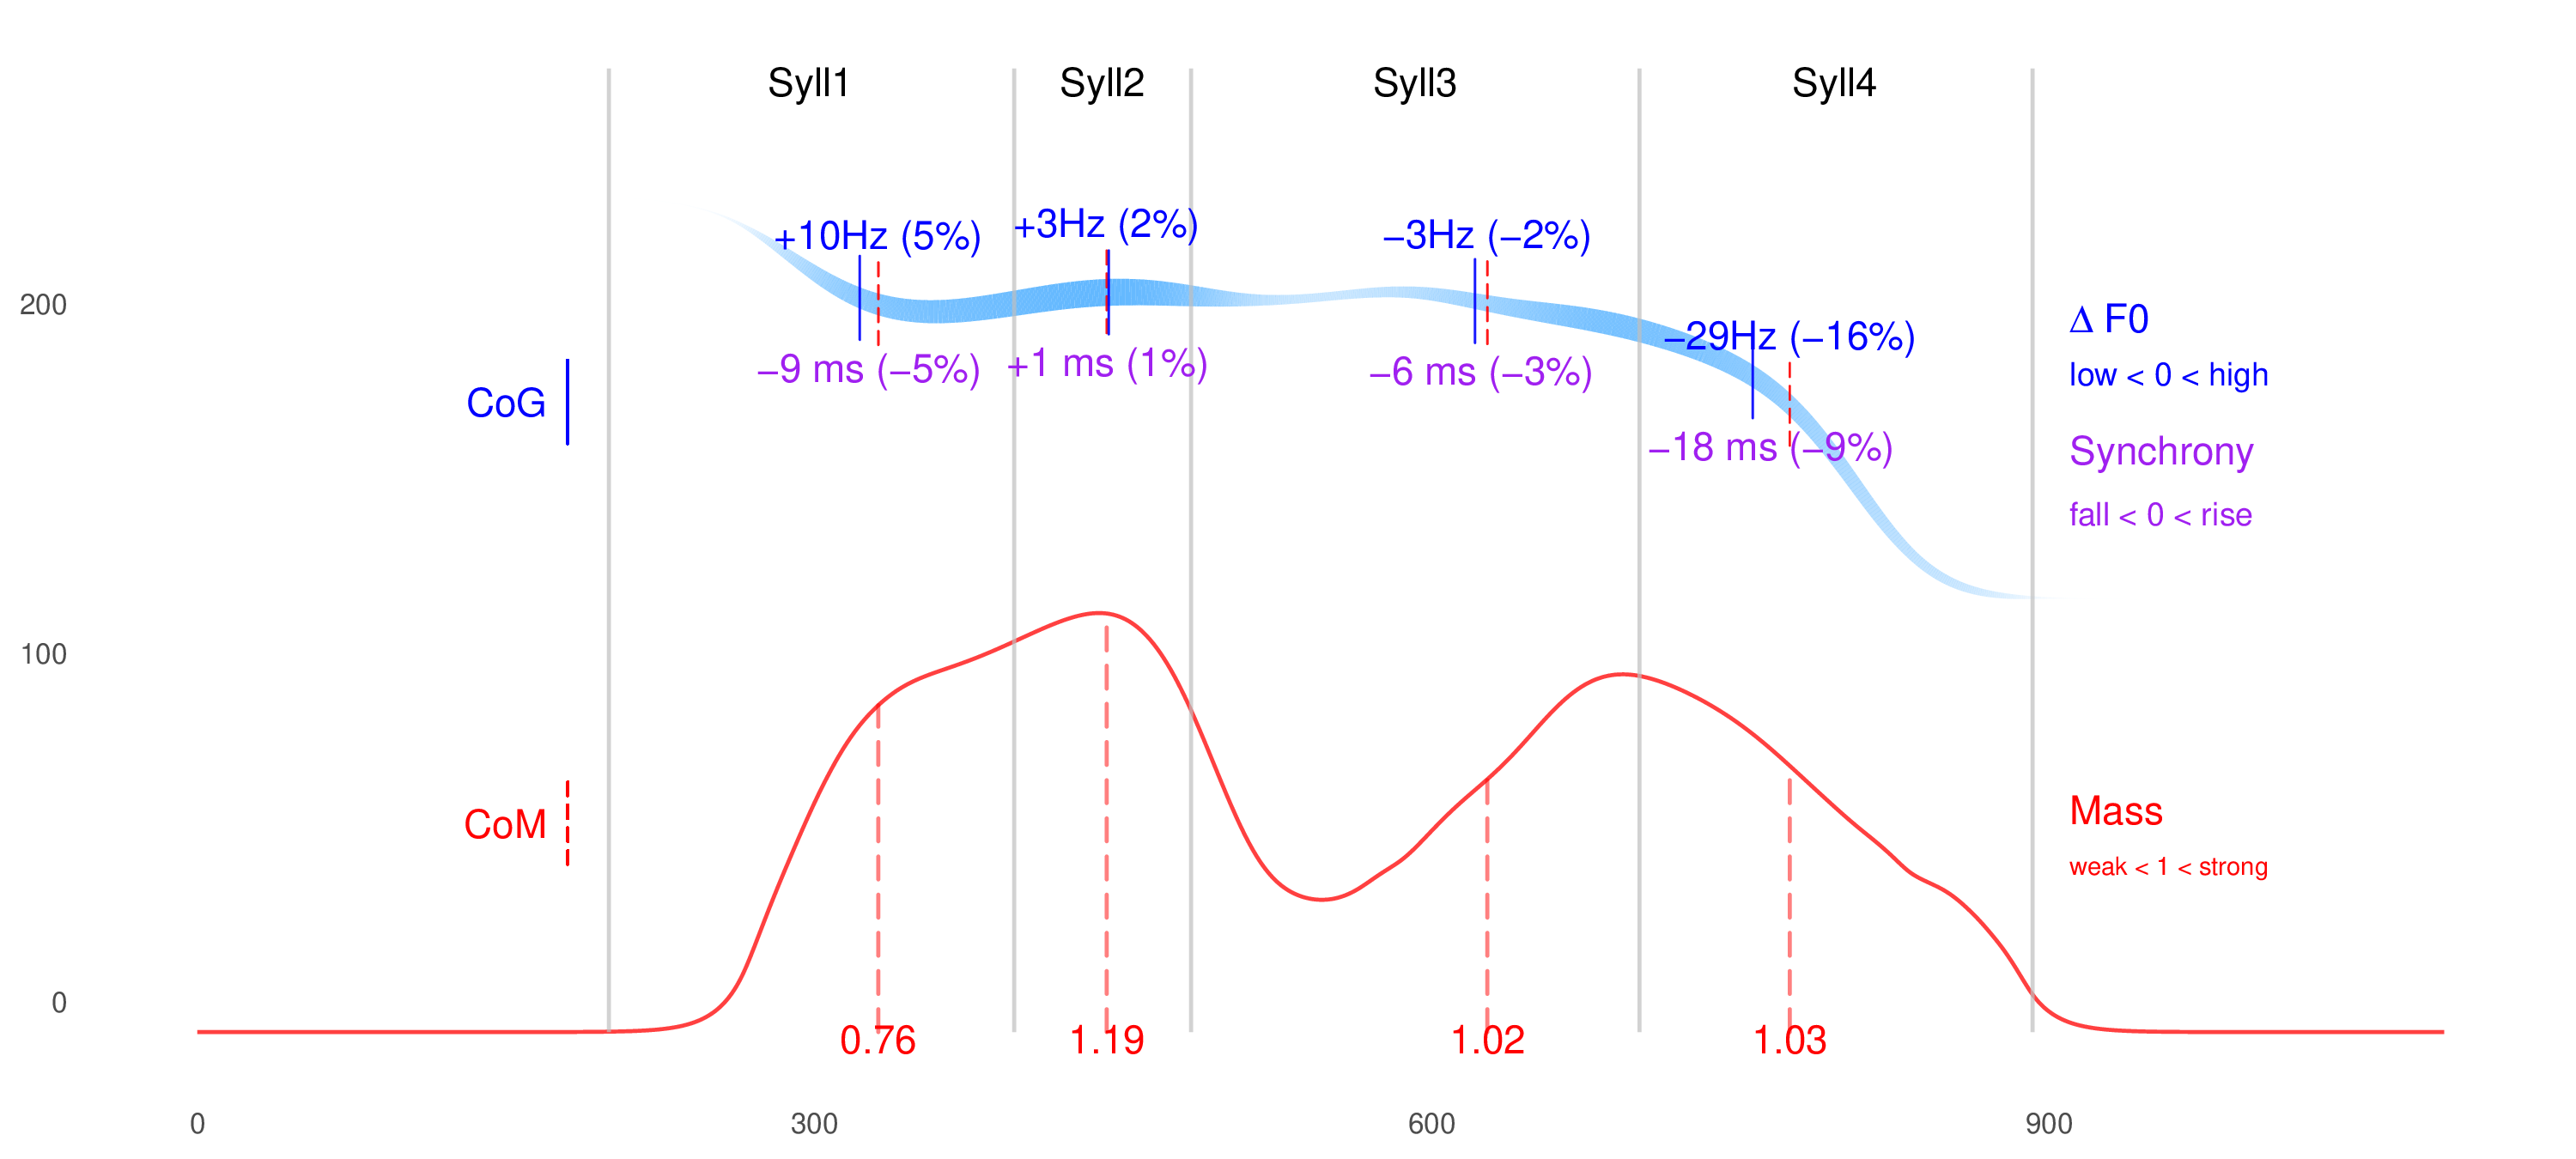 Syll1 Syll2 Syll3 Syll4
+10Hz (5%) +3Hz (2%) −3Hz (−2%)
200
−29Hz (−16%)
Δ F0
−9 ms (−5%) +1 ms (1%) −6 ms (−3%)
low < 0 < high
CoG
−18 ms (−9%)
Synchrony
fall < 0 < rise
100
CoM
Mass
weak < 1 < strong
0
0.76 1.19 1.02 1.03
0 300 600 900